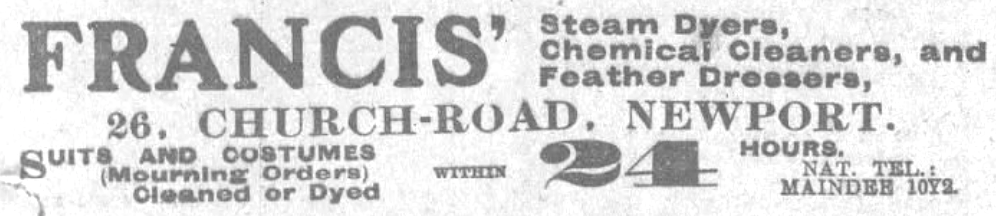 FRANCIS'
Steam Dyers,
Chemical Cleaners, and
Feather Dressers,
26, CHURCH-ROAD, NEWPORT.
SUITS AND COSTUMES
(Mourning Orders)
Cleaned or Dyed
WITHIN
24
HOURS.
NAT. TEL.:
MAINDEE 10Y2.